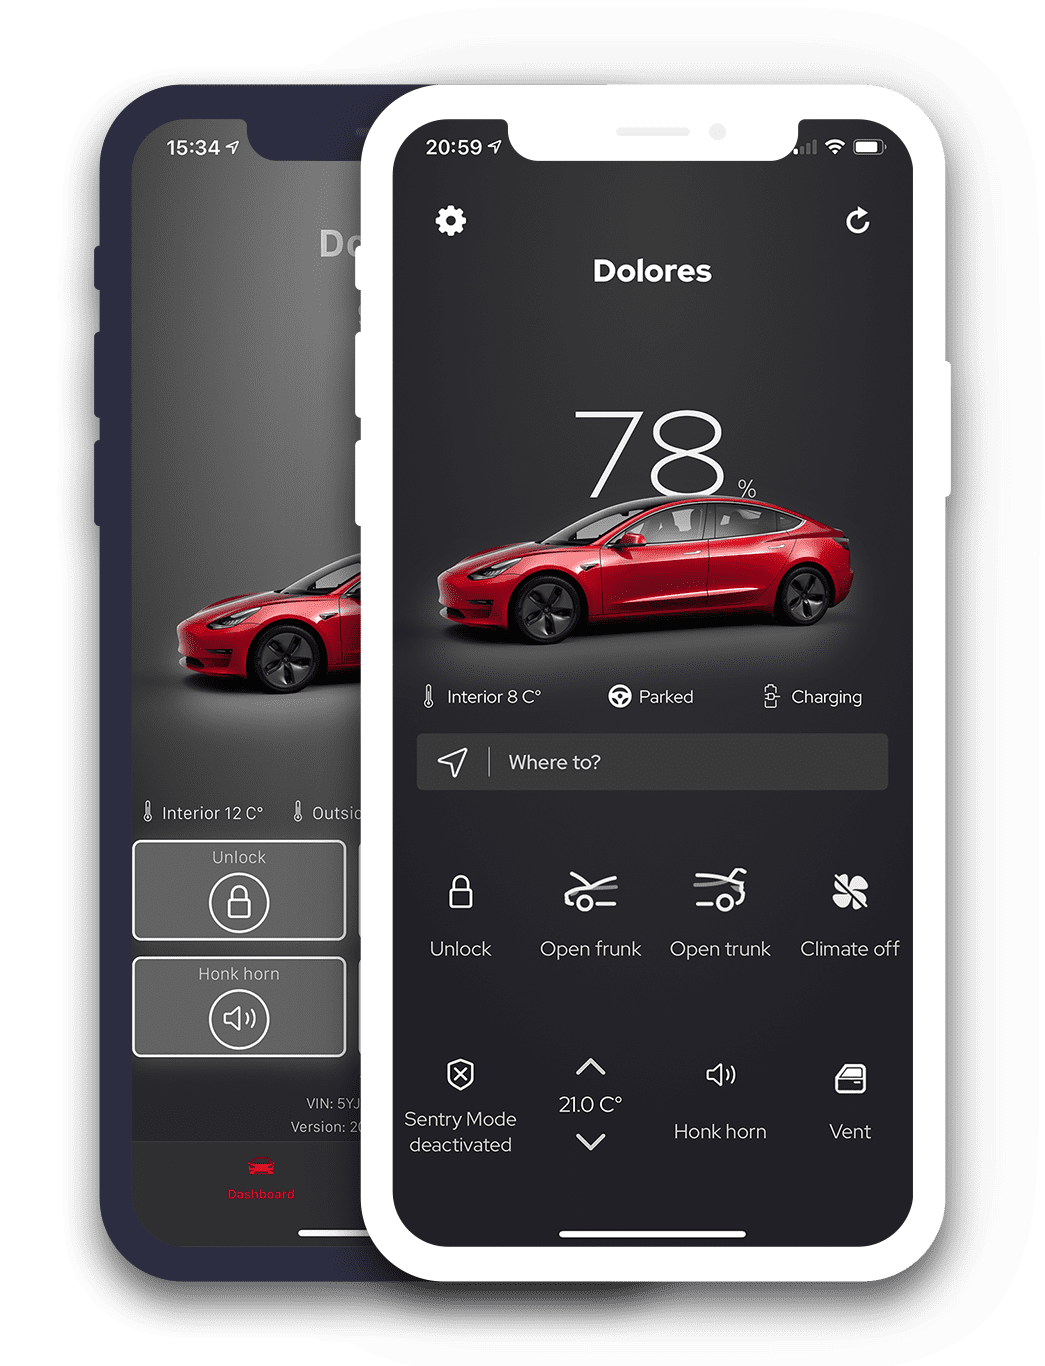 15:34
Do
Interior 12 C°
Unlock
Honk horn
VIN: 5YJ
Version: 20
Dashboard
20:59
Dolores
78 %
Interior 8 C°
Parked
Charging
Where to?
Unlock
Open frunk
Open trunk
Climate off
Sentry Mode
deactivated
21.0 C°
Honk horn
Vent